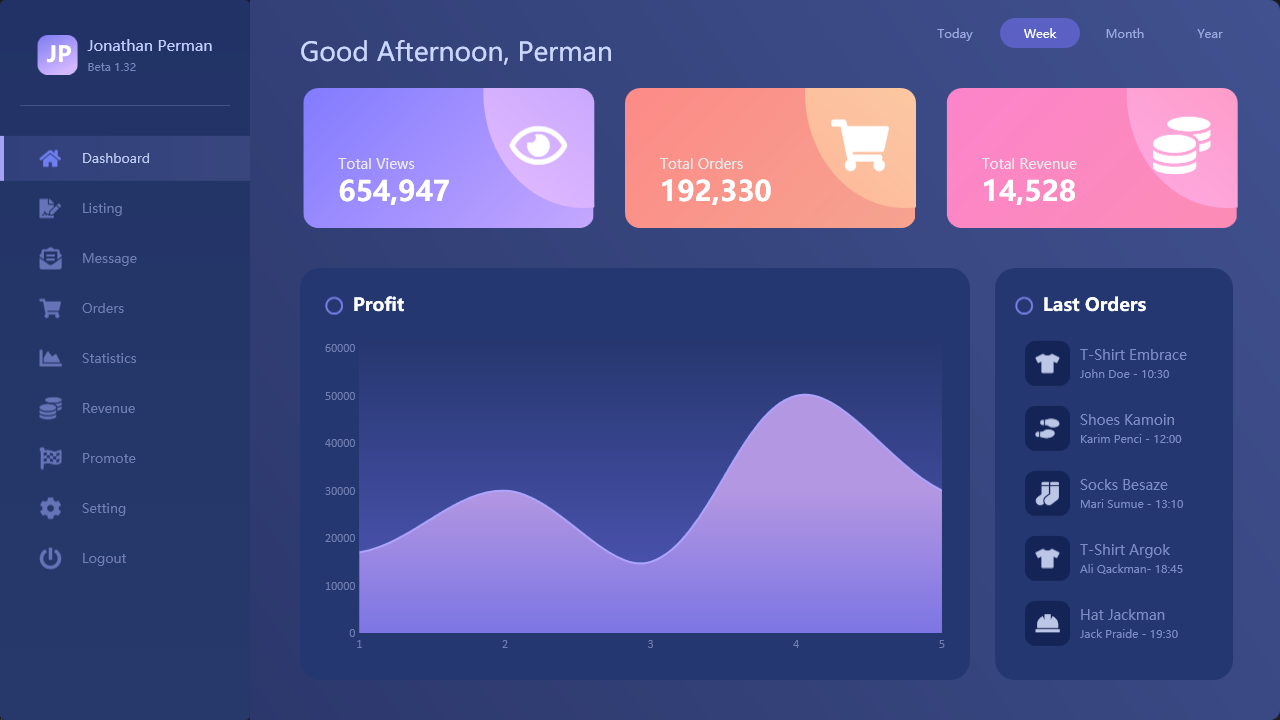 JP
Jonathan Perman
Beta 1.32
Dashboard
Listing
Message
Orders
Statistics
Revenue
Promote
Setting
Logout
Good Afternoon, Perman
Today
Week
Month
Year
Total Views
654,947
Total Orders
192,330
Total Revenue
14,528
Profit
60000
50000
40000
30000
20000
10000
0
1 2 3 4 5
Last Orders
T-Shirt Embrace
John Doe - 10:30
Shoes Kamoin
Karim Penci - 12:00
Socks Besaze
Mari Sumue - 13:10
T-Shirt Argok
Ali Qackman- 18:45
Hat Jackman
Jack Praide - 19:30